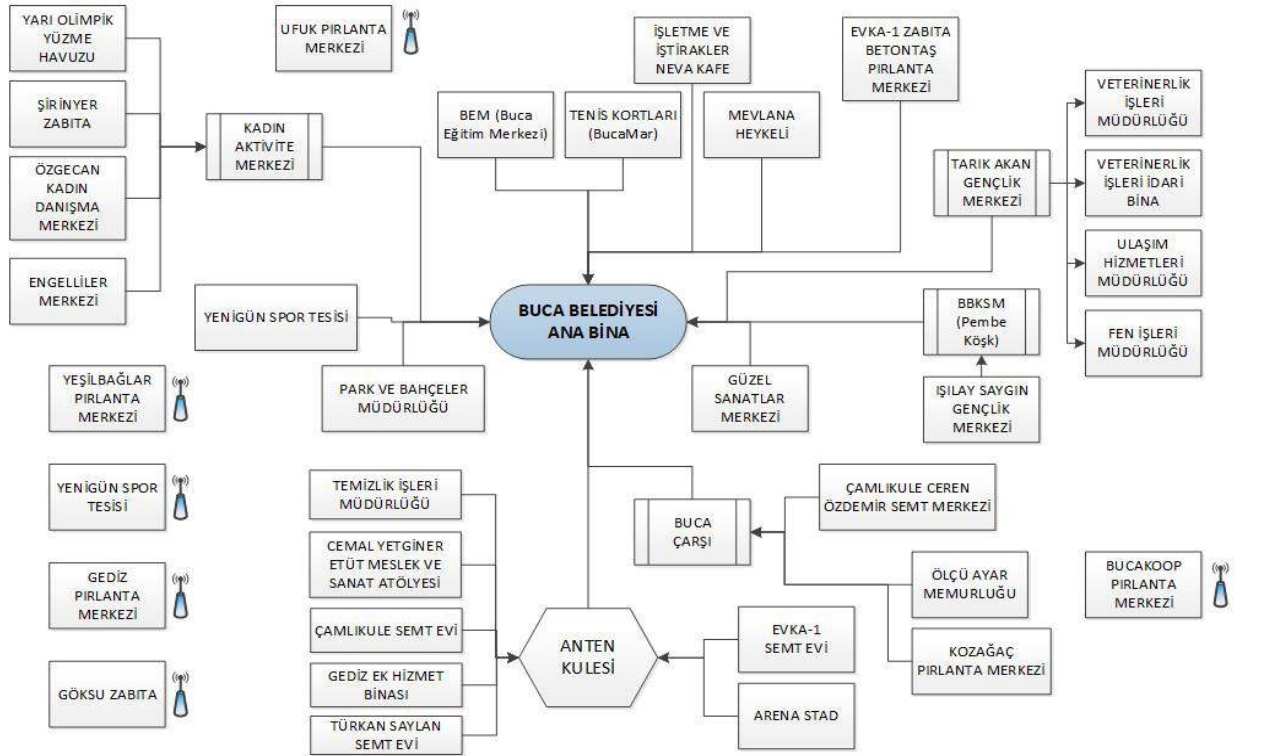 YARI OLİMPİK
YÜZME
HAVUZU
UFUK PIRLANTA
MERKEZİ
İŞLETME VE
İŞTİRAKLER
NEVA KAFE
EVKA-1 ZABITA
BETONTAŞ
PIRLANTA
MERKEZİ
ŞİRİNYER
ZABITA
KADIN
AKTİVİTE
MERKEZİ
BEM (Buca
Eğitim Merkezi)
TENİS KORTLARI
(BucaMar)
MEVLANA
HEYKELİ
VETERİNERLİK
İŞLERİ
MÜDÜRLÜĞÜ
ÖZGECAN
KADIN
DANIŞMA
MERKEZİ
TARIK AKAN
GENÇLİK
MERKEZİ
VETERİNERLİK
İŞLERİ İDARİ
BİNA
ENGELLİLER
MERKEZİ
ULAŞIM
HİZMETLERİ
MÜDÜRLÜĞÜ
YENİGÜN SPOR TESİSİ
BUCA BELEDİYESİ
ANA BİNA
BBKSM
(Pembe
Köşk)
FEN İŞLERİ
MÜDÜRLÜĞÜ
YEŞİLBAĞLAR
PIRLANTA
MERKEZİ
PARK VE BAHÇELER
MÜDÜRLÜĞÜ
GÜZEL
SANATLAR
MERKEZİ
IŞILAY SAYGIN
GENÇLİK
MERKEZİ
YENİGÜN SPOR
TESİSİ
TEMİZLİK İŞLERİ
MÜDÜRLÜĞÜ
BUCA
ÇARŞI
ÇAMLIKULE CEREN
ÖZDEMİR SEMT MERKEZİ
CEMAL YETGİNER
ETÜT MESLEK VE
SANAT ATÖLYESİ
GEDİZ
PIRLANTA
MERKEZİ
ÖLÇÜ AYAR
MEMURLUĞU
BUCAKOOP
PIRLANTA
MERKEZİ
ÇAMLIKULE SEMT EVİ
ANTEN
KULESİ
EVKA-1
SEMT EVİ
KOZAĞAÇ
PIRLANTA MERKEZİ
GÖKSU ZABITA
GEDİZ EK HİZMET
BİNASI
ARENA STAD
TÜRKAN SAYLAN
SEMT EVİ